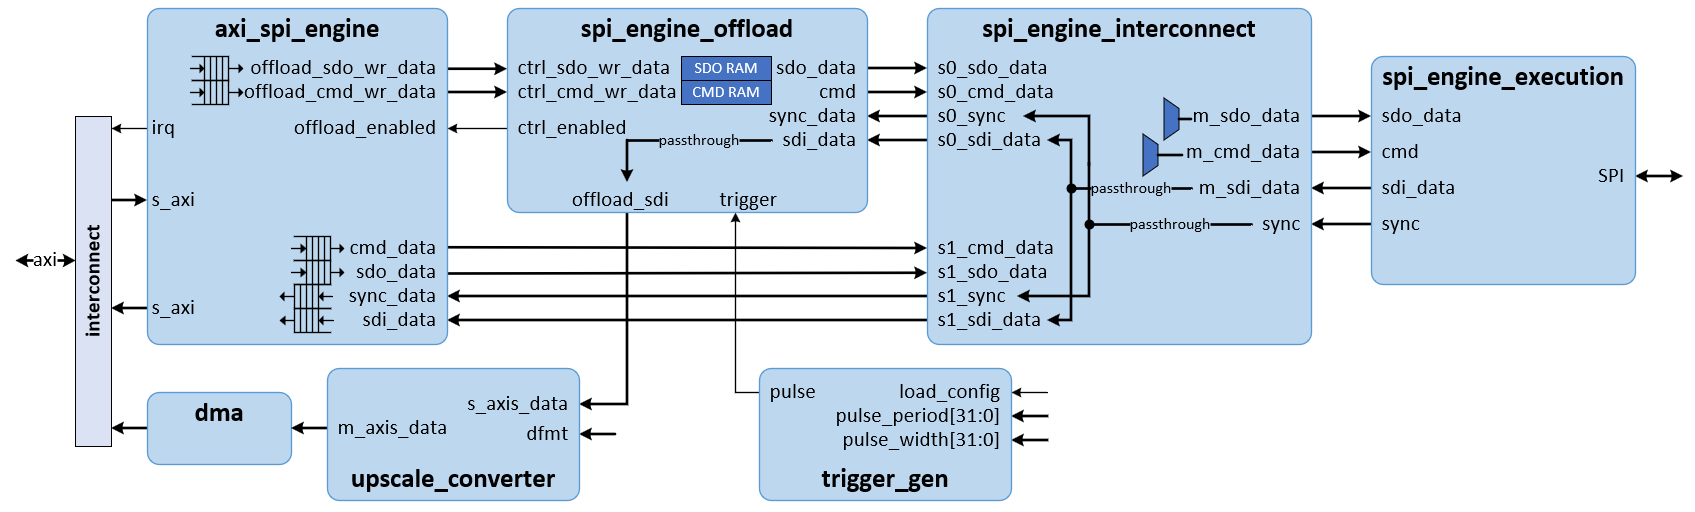 axi_spi_engine
offload_sdo_wr_data
offload_cmd_wr_data
irq
offload_enabled
s_axi
cmd_data
sdo_data
sync_data
s_axi
sdi_data
spi_engine_offload
ctrl_sdo_wr_data SDO RAM sdo_data
ctrl_cmd_wr_data CMD RAM cmd
sync_data
ctrl_enabled
passthrough sdi_data
offload_sdi trigger
spi_engine_interconnect
s0_sdo_data
s0_cmd_data
s0_sync m_sdo_data
s0_sdi_data
m_cmd_data
passthrough m_sdi_data
passthrough sync
s1_cmd_data
s1_sdo_data
s1_sync
s1_sdi_data
spi_engine_execution
sdo_data
cmd
SPI
sdi_data
sync
axi
interconnect
dma
s_axis_data
m_axis_data
dfmt
upscale_converter
pulse load_config
pulse_period[31:0]
pulse_width[31:0]
trigger_gen